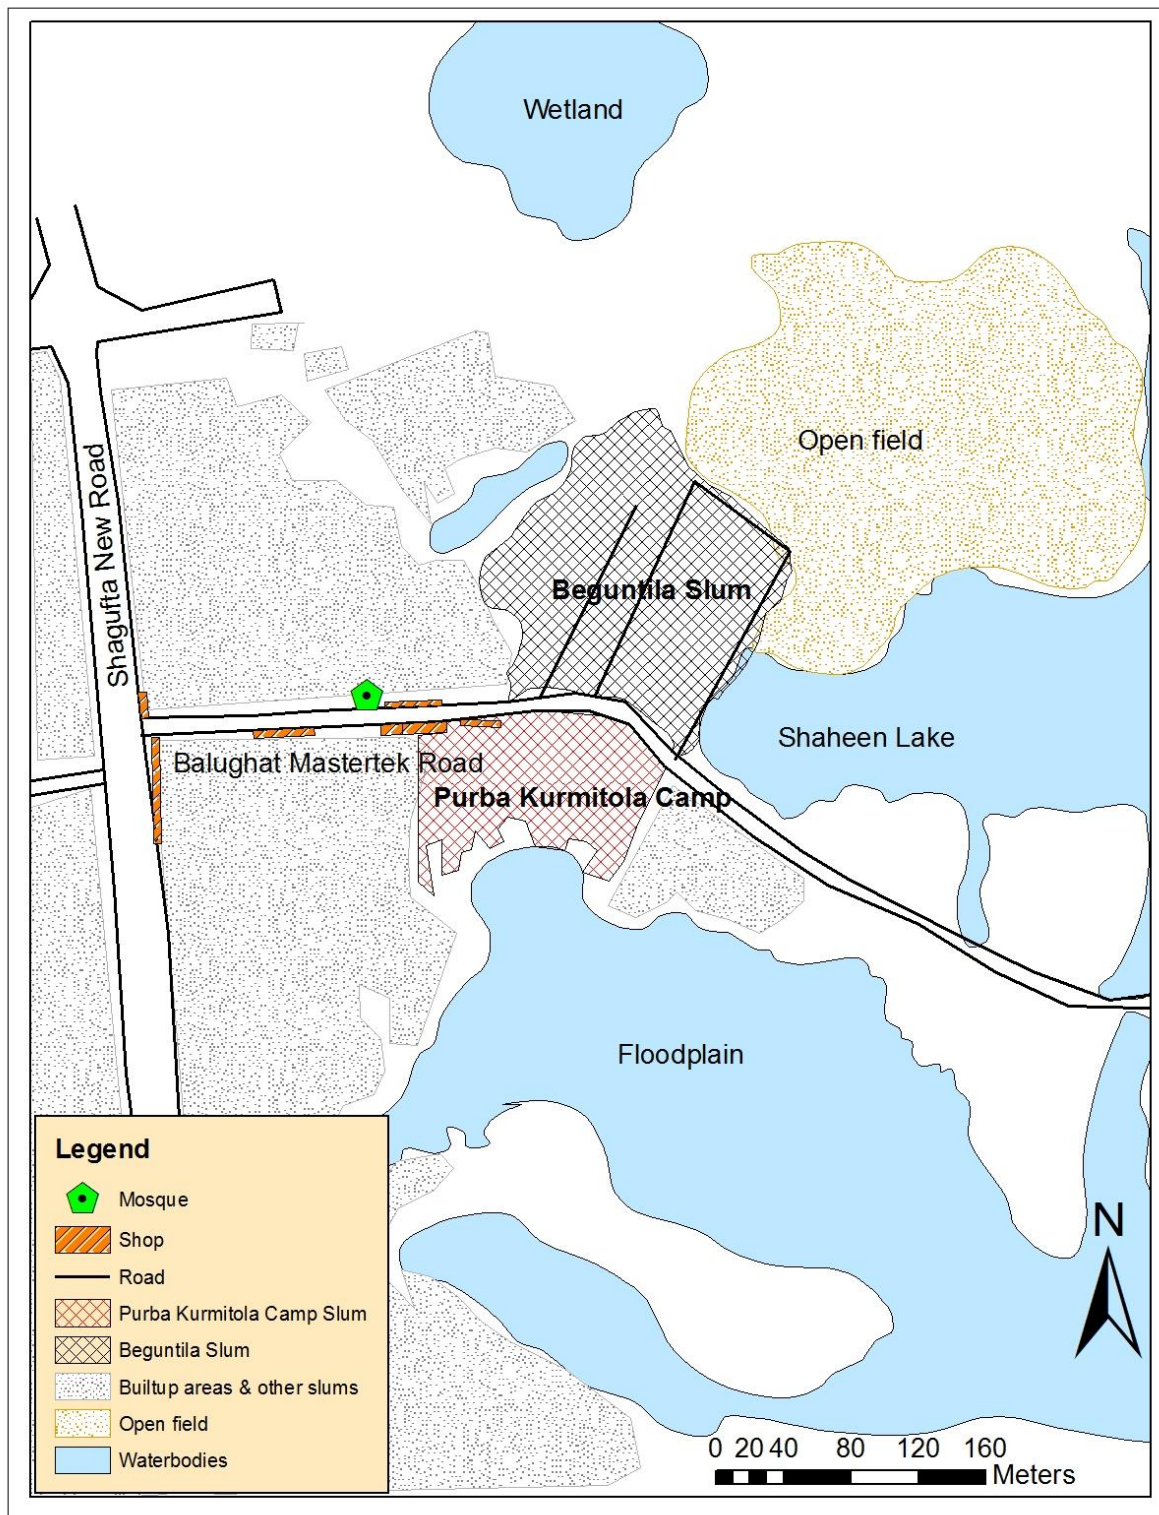 Wetland
Open field
Shagufta New Road
Beguntila Slum
Shaheen Lake
Balughat Mastertek Road
Purba Kurmitola Camp
Floodplain
Legend
Mosque
Shop
Road
Purba Kurmitola Camp Slum
Beguntila Slum
Builtup areas & other slums
Open field
Waterbodies
N
0 20 40 80 120 160
Meters